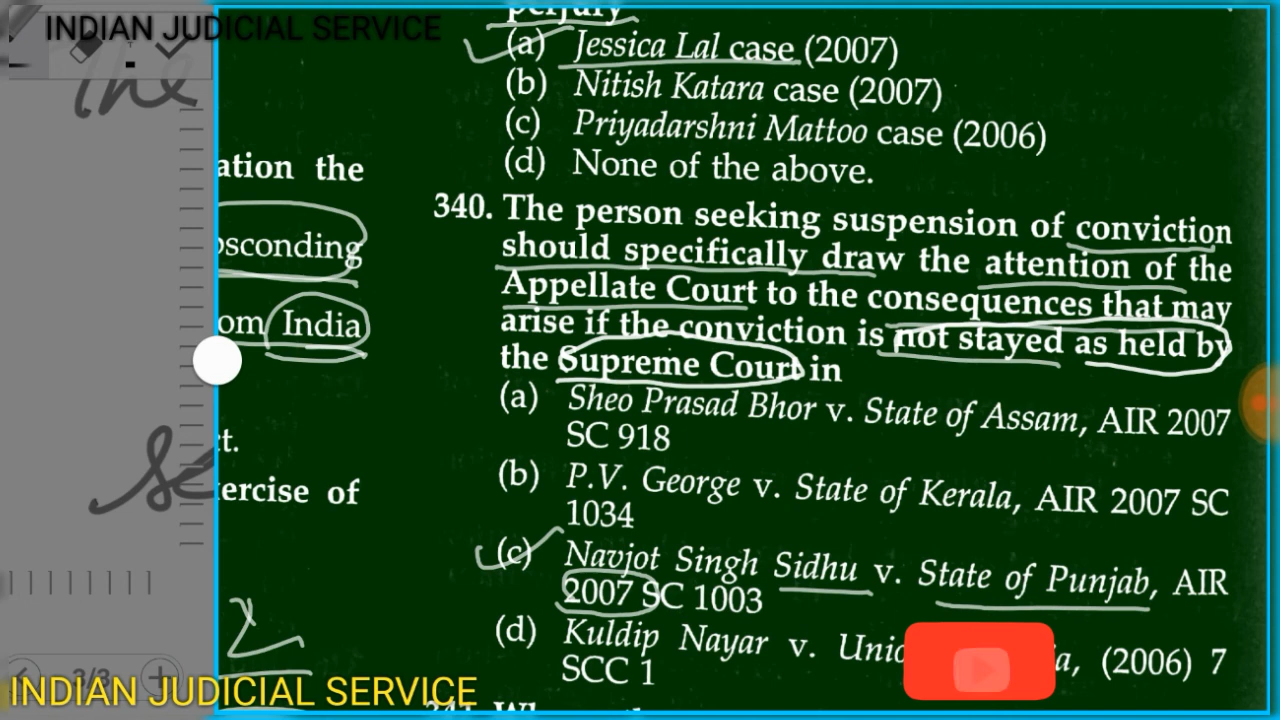 INDIAN JUDICIAL SERVICE
the
perjury
(a) Jessica Lal case (2007)
(b) Nitish Katara case (2007)
(c) Priyadarshni Mattoo case (2006)
(d) None of the above.
ation the
osconding
om India
ct.
ercise of
340. The person seeking suspension of conviction
should specifically draw the attention of the
Appellate Court to the consequences that may
arise if the conviction is not stayed as held by
the Supreme Court in
(a) Sheo Prasad Bhor v. State of Assam, AIR 2007
SC 918
(b) P.V. George v. State of Kerala, AIR 2007 SC
1034
(c) Navjot Singh Sidhu v. State of Punjab, AIR
2007 SC 1003
(d) Kuldip Nayar v. Unio a, (2006) 7
SCC 1
3/3
INDIAN JUDICIAL SERVICE